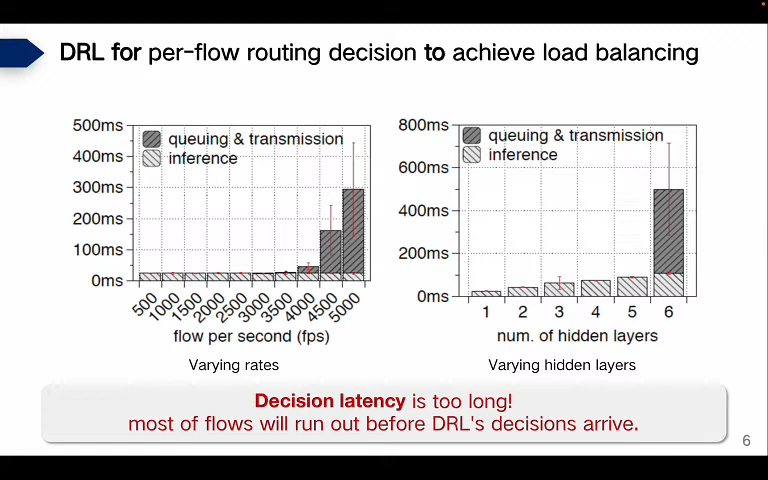 DRL for per-flow routing decision to achieve load balancing
500ms
400ms
300ms
200ms
100ms
0ms
queuing & transmission
inference
500
1000
1500
2000
2500
3000
3500
4000
4500
5000
flow per second (fps)
Varying rates
800ms
600ms
400ms
200ms
0ms
queuing & transmission
inference
1 2 3 4 5 6
num. of hidden layers
Varying hidden layers
Decision latency is too long!
most of flows will run out before DRL's decisions arrive.
6